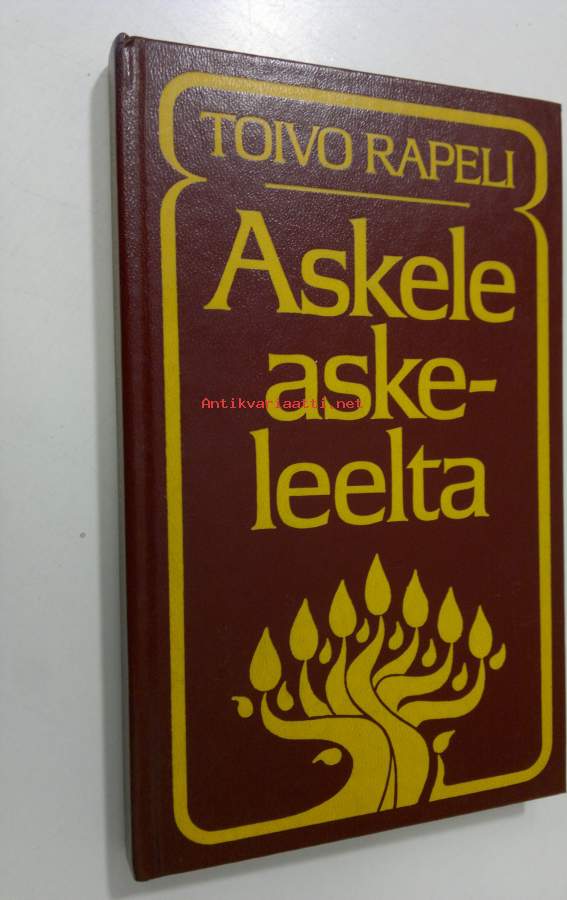 TOIVO RAPELI
Askele
aske-
Antikvariaatti.net
leelta